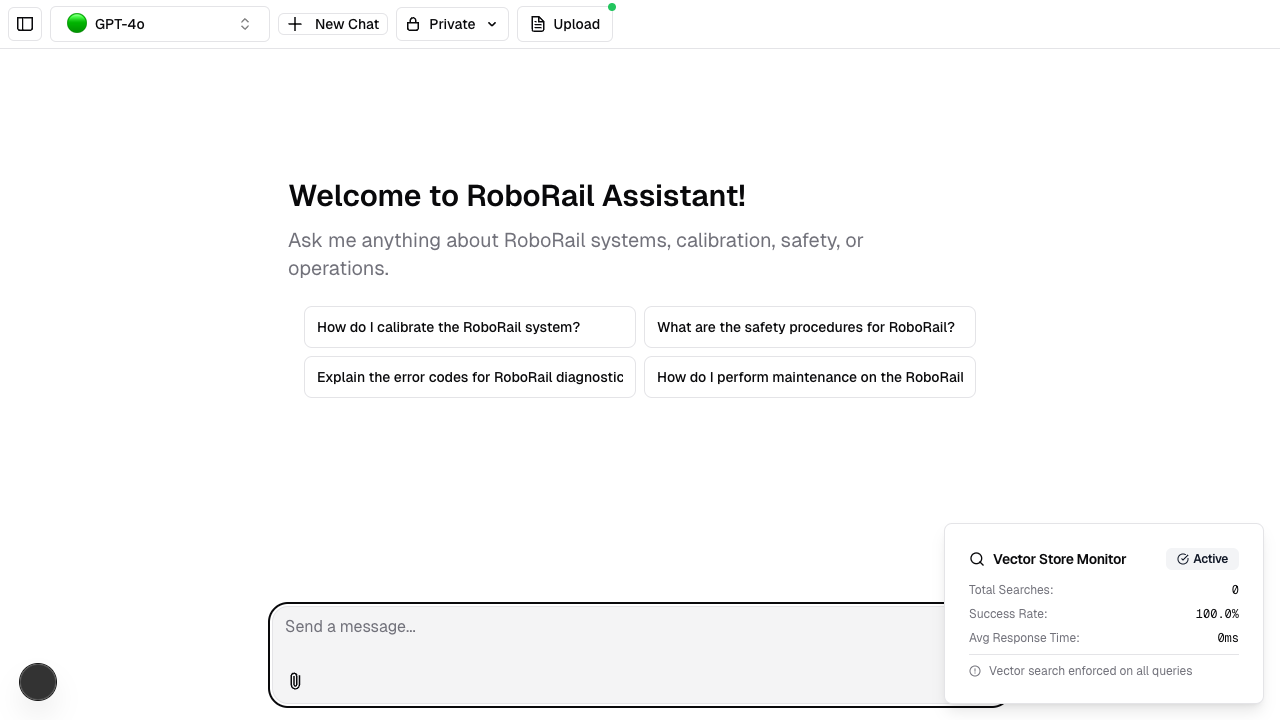 GPT-4o
New Chat
Private
Upload
Welcome to RoboRail Assistant!
Ask me anything about RoboRail systems, calibration, safety, or
operations.
How do I calibrate the RoboRail system?
What are the safety procedures for RoboRail?
Explain the error codes for RoboRail diagnostic
How do I perform maintenance on the RoboRail
Send a message...
Vector Store Monitor
Active
Total Searches: 0
Success Rate: 100.0%
Avg Response Time: 0ms
Vector search enforced on all queries